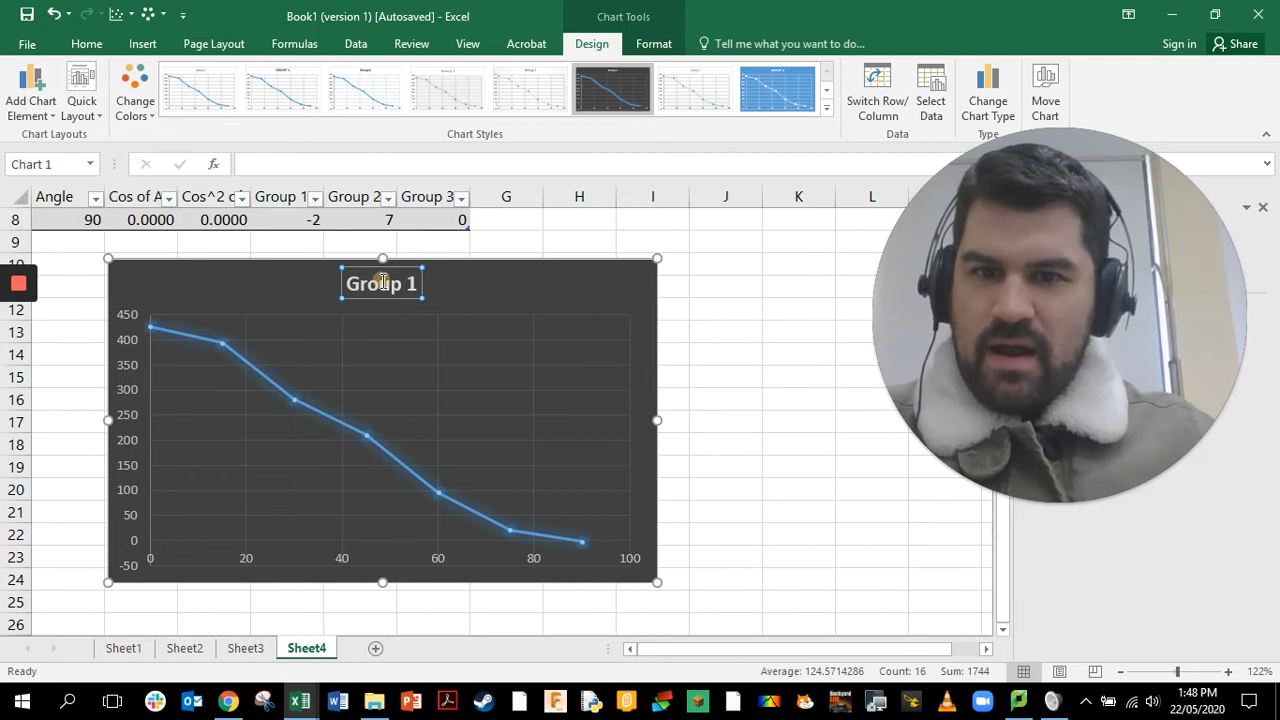 Book1 (version 1) [Autosaved] - Excel
Chart Tools
File Home Insert Page Layout Formulas Data Review View Acrobat Design Format Tell me what you want to do... Sign in Share
Add Chart Element
Quick Layout
Change Colors
Switch Row/ Column
Select Data
Change Chart Type
Move Chart
Chart Layouts Chart Styles Data Type
Chart 1 fx
Angle Cos of A Cos^2 of Group 1 Group 2 Group 3 G H I J K L
8 90 0.0000 0.0000 -2 7 0
9
10
12
13
14
15
16
17
18
19
20
21
22
23
24
25
26
Group 1
450
400
350
300
250
200
150
100
50
0
-50
0 20 40 60 80 100
Sheet1 Sheet2 Sheet3 Sheet4
Ready Average: 124.5714286 Count: 16 Sum: 1744 122%
1:48 PM
22/05/2020